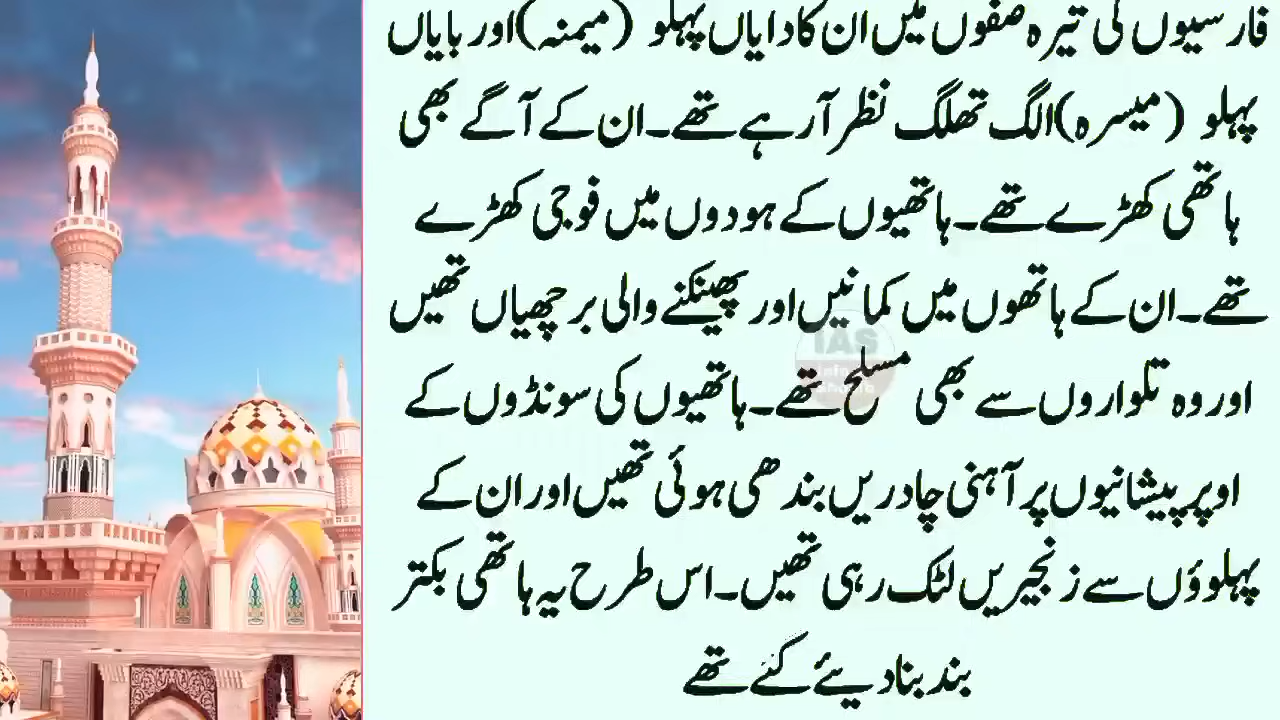 فارسیوں کی تیرہ صفوں میں ان کا دایاں پہلو (میمنہ) اور بایاں
پہلو (میسرہ) الگ تھلگ نظر آ رہے تھے۔ ان کے آگے بھی
ہاتھی کھڑے تھے۔ ہاتھیوں کے ہودوں میں فوجی کھڑے
تھے۔ ان کے ہاتھوں میں کمانیں اور پھینکنے والی برچھیاں تھیں
اور وہ تلواروں سے بھی مسلح تھے۔ ہاتھیوں کی سونڈوں کے
اوپر پیشانیوں پر آہنی چادریں بندھی ہوئی تھیں اور ان کے
پہلوؤں سے زنجیریں لٹک رہی تھیں۔ اس طرح یہ ہاتھی بکتر
بند بنا دیئے گئے تھے
IAS